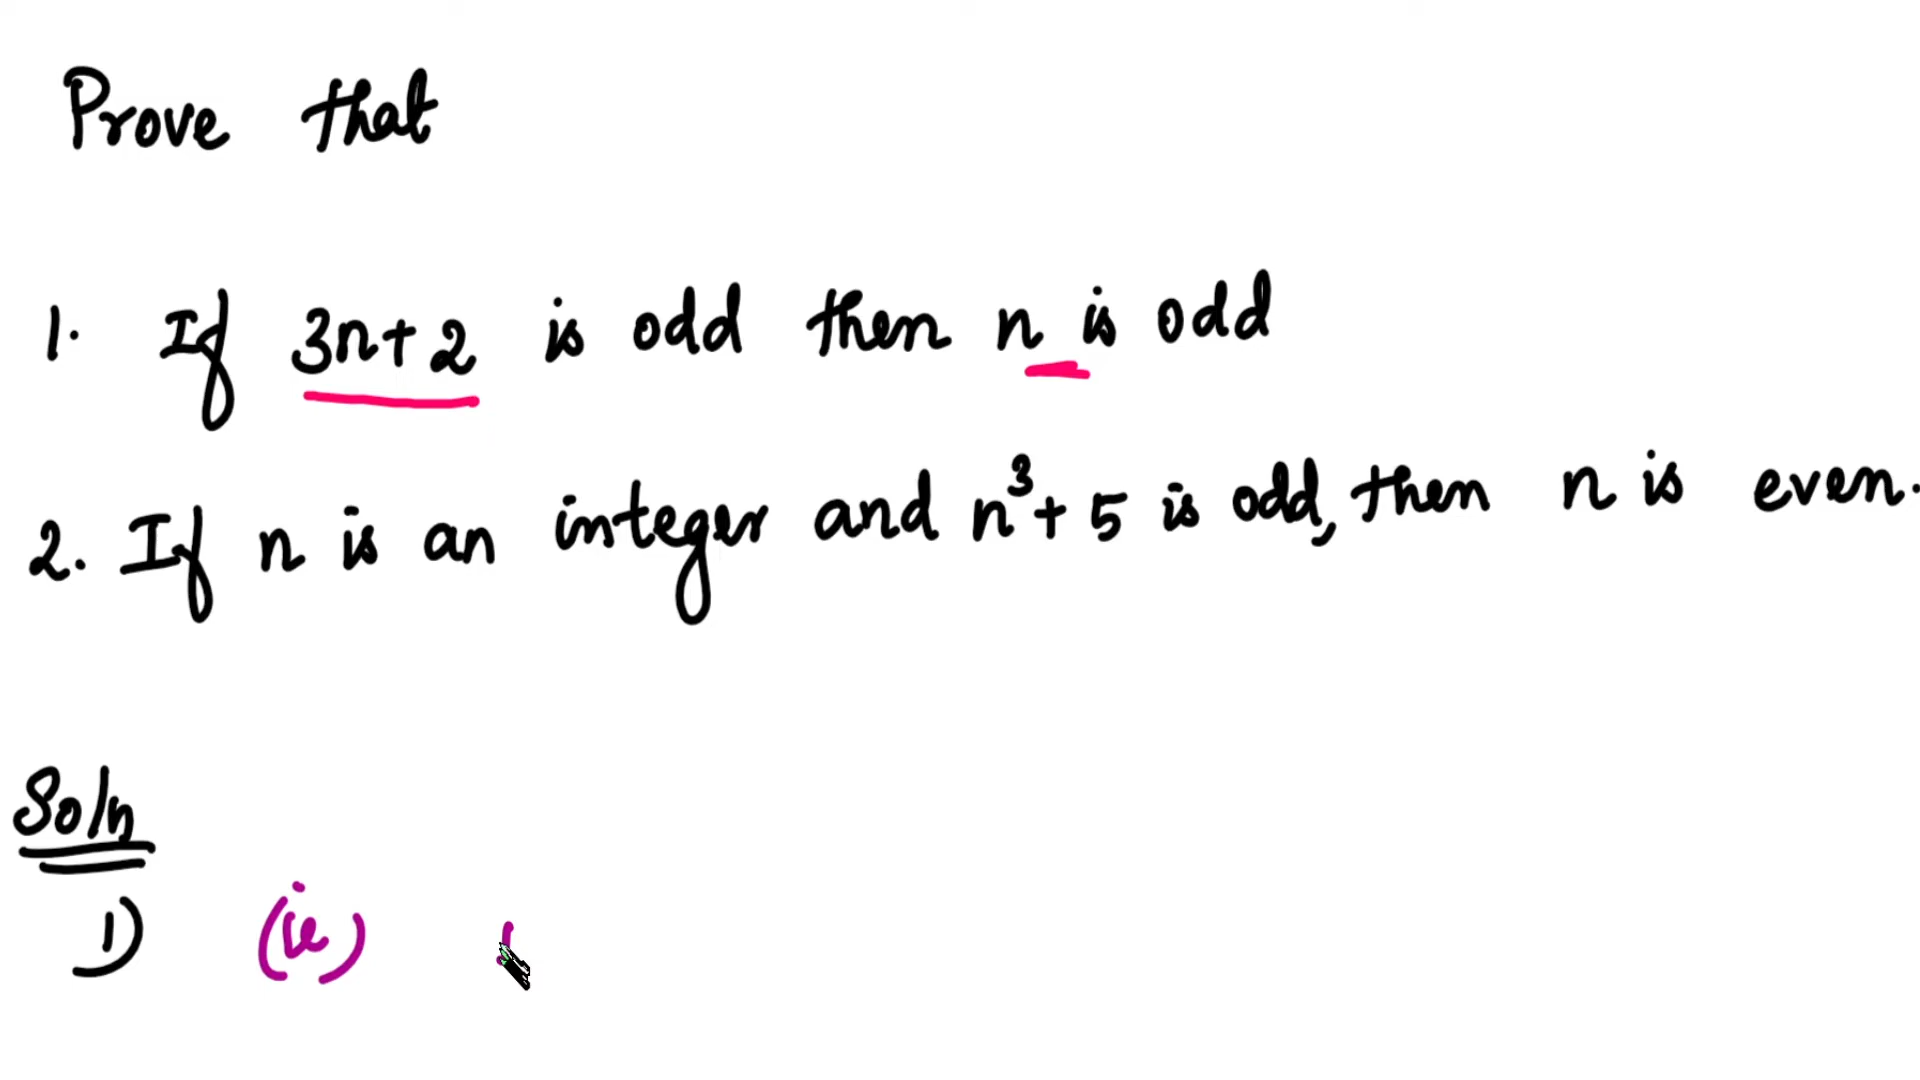 Prove that
1. If 3n+2 is odd then n is odd
2. If n is an integer and n³+5 is odd, then n is even.
Soln
1) (ie)